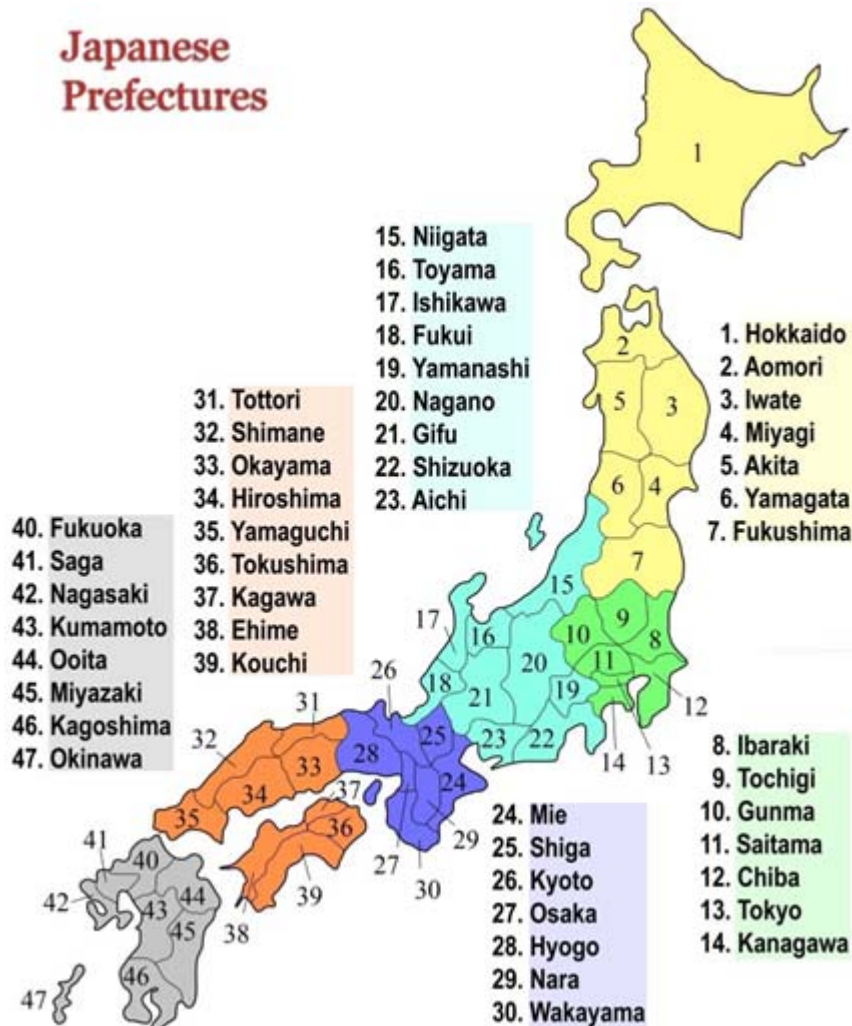 Japanese
Prefectures
1
15. Niigata
16. Toyama
17. Ishikawa
18. Fukui
19. Yamanashi
20. Nagano
21. Gifu
22. Shizuoka
23. Aichi
1. Hokkaido
2. Aomori
3. Iwate
4. Miyagi
5. Akita
6. Yamagata
7. Fukushima
31. Tottori
32. Shimane
33. Okayama
34. Hiroshima
35. Yamaguchi
36. Tokushima
37. Kagawa
38. Ehime
39. Kouchi
40. Fukuoka
41. Saga
42. Nagasaki
43. Kumamoto
44. Ooita
45. Miyazaki
46. Kagoshima
47. Okinawa
2
5
3
6
4
7
15
17
16
10
9
8
11
20
18
21
19
12
26
14
13
31
25
23
22
32
28
33
24
34
37
35
36
29
27
30
41
40
39
42
43
44
38
45
46
47
24. Mie
25. Shiga
26. Kyoto
27. Osaka
28. Hyogo
29. Nara
30. Wakayama
8. Ibaraki
9. Tochigi
10. Gunma
11. Saitama
12. Chiba
13. Tokyo
14. Kanagawa